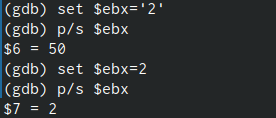 (gdb) set $ebx='2'
(gdb) p/s $ebx
$6 = 50
(gdb) set $ebx=2
(gdb) p/s $ebx
$7 = 2